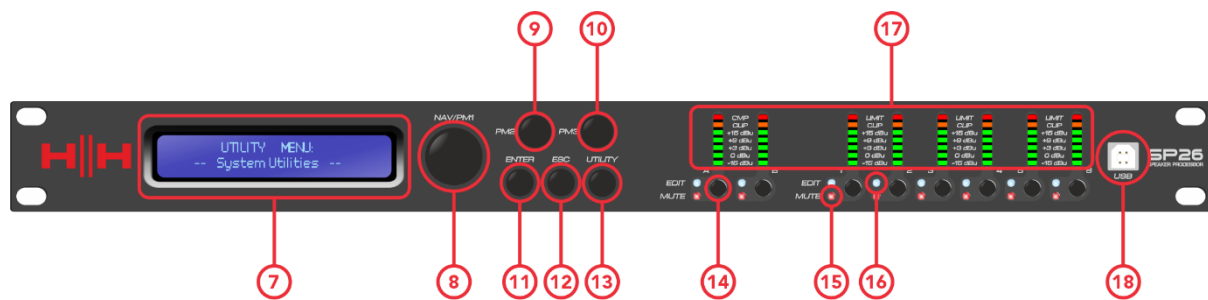 9 10 17
NAV/PM1
PM2 PM3
ENTER ESC UTILITY
HH
UTILITY MENU:
-- System Utilities --
CMP LIMIT LIMIT LIMIT
CLIP CLIP CLIP CLIP
+15 dBu +15 dBu +15 dBu +15 dBu
+9 dBu +9 dBu +9 dBu +9 dBu
+3 dBu +3 dBu +3 dBu +3 dBu
0 dBu 0 dBu 0 dBu 0 dBu
-15 dBu -15 dBu -15 dBu -15 dBu
A B 1 2 3 4 5 6
EDIT EDIT
MUTE MUTE
SP26
SPEAKER PROCESSOR
USB
7 8 11 12 13 14 15 16 18